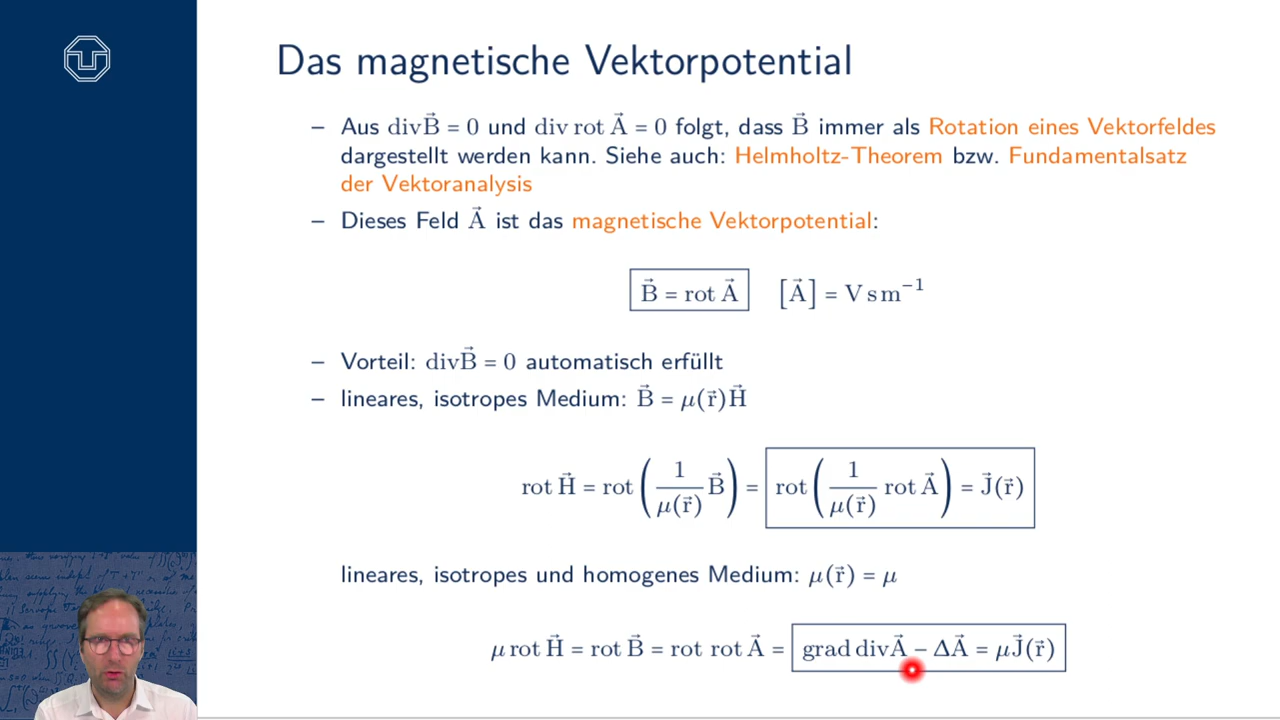 Das magnetische Vektorpotential
– Aus div B⃗ = 0 und div rot A⃗ = 0 folgt, dass B⃗ immer als Rotation eines Vektorfeldes
dargestellt werden kann. Siehe auch: Helmholtz-Theorem bzw. Fundamentalsatz
der Vektoranalysis
– Dieses Feld A⃗ ist das magnetische Vektorpotential:
B⃗ = rot A⃗ [A⃗] = V s m⁻¹
– Vorteil: div B⃗ = 0 automatisch erfüllt
– lineares, isotropes Medium: B⃗ = μ(r⃗)H⃗
rot H⃗ = rot (1/μ(r⃗) B⃗) = rot (1/μ(r⃗) rot A⃗) = J⃗(r⃗)
lineares, isotropes und homogenes Medium: μ(r⃗) = μ
μ rot H⃗ = rot B⃗ = rot rot A⃗ = grad div A⃗ – ΔA⃗ = μJ⃗(r⃗)